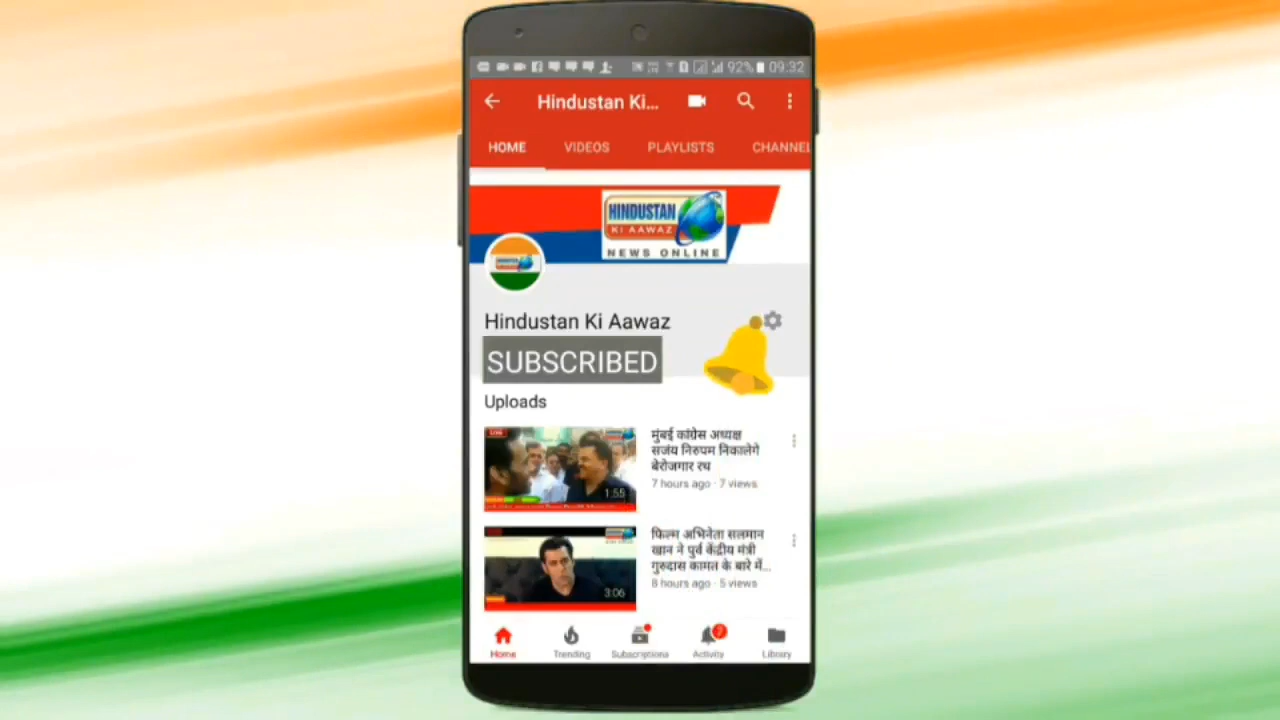 92% 09:32
Hindustan Ki...
HOME VIDEOS PLAYLISTS CHANNEL
HINDUSTAN
KI AAWAZ
NEWS ONLINE
Hindustan Ki Aawaz
SUBSCRIBED
Uploads
मुंबई कांग्रेस अध्यक्ष
सजंय निरुपम निकालेगे
बेरोजगार रथ
7 hours ago · 7 views
LIVE
1:55
फिल्म अभिनेता सलमान
खान ने पुर्व केंद्रीय मंत्री
गुरुदास कामत के बारे में...
8 hours ago · 5 views
3:06
Home Trending Subscriptions Activity Library